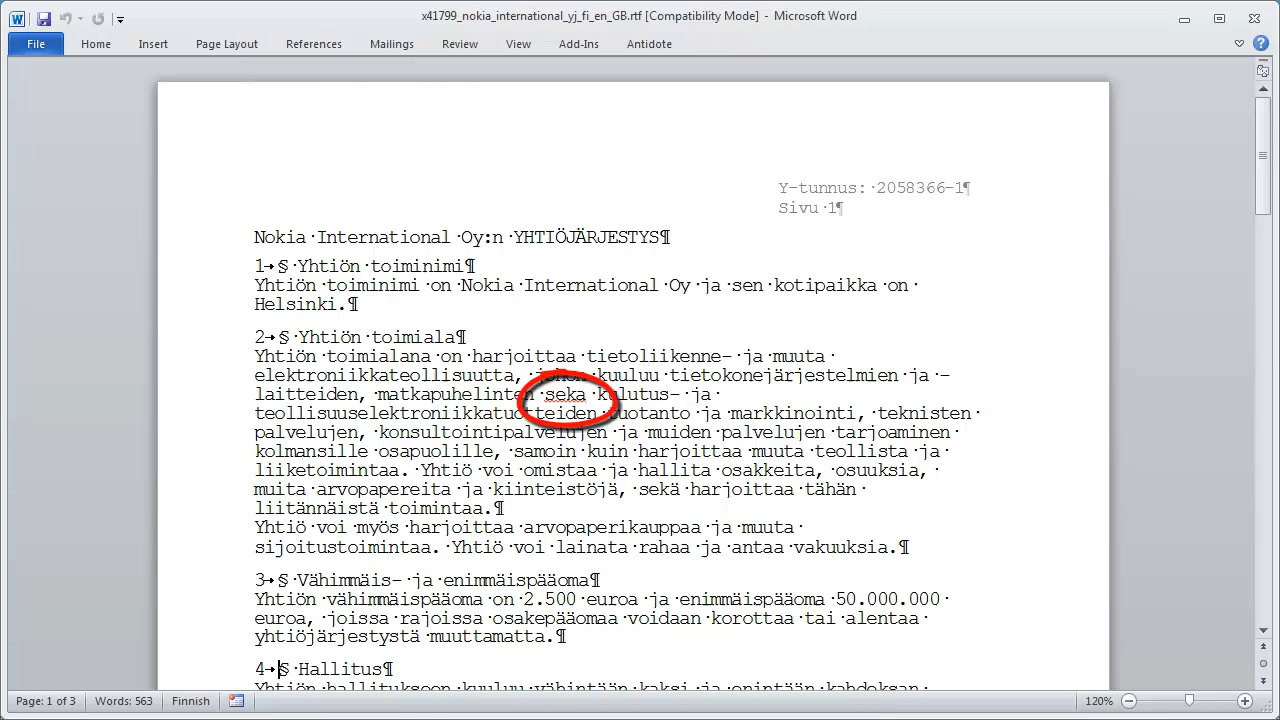 x41799_nokia_international_yj_fi_en_GB.rtf [Compatibility Mode] - Microsoft Word
File Home Insert Page Layout References Mailings Review View Add-Ins Antidote
Y-tunnus: 2058366-1¶
Sivu 1¶
Nokia International Oy:n YHTIÖJÄRJESTYS¶
1→§ Yhtiön toiminimi¶
Yhtiön toiminimi on Nokia International Oy ja sen kotipaikka on
Helsinki.¶
2→§ Yhtiön toimiala¶
Yhtiön toimialana on harjoittaa tietoliikenne- ja muuta
elektroniikkateollisuutta, johon kuuluu tietokonejärjestelmien ja -
laitteiden, matkapuhelinten seka kulutus- ja
teollisuuselektroniikkatuotteiden tuotanto ja markkinointi, teknisten
palvelujen, konsultointipalvelujen ja muiden palvelujen tarjoaminen
kolmansille osapuolille, samoin kuin harjoittaa muuta teollista ja
liiketoimintaa. Yhtiö voi omistaa ja hallita osakkeita, osuuksia,
muita arvopapereita ja kiinteistöjä, sekä harjoittaa tähän
liitännäistä toimintaa.¶
Yhtiö voi myös harjoittaa arvopaperikauppaa ja muuta
sijoitustoimintaa. Yhtiö voi lainata rahaa ja antaa vakuuksia.¶
3→§ Vähimmäis- ja enimmäispääoma¶
Yhtiön vähimmäispääoma on 2.500 euroa ja enimmäispääoma 50.000.000
euroa, joissa rajoissa osakepääomaa voidaan korottaa tai alentaa
yhtiöjärjestystä muuttamatta.¶
4→§ Hallitus¶
Yhtiön hallitukseen kuuluu vähintään kaksi ja enintään kahdeksan
Page: 1 of 3 Words: 563 Finnish 120%